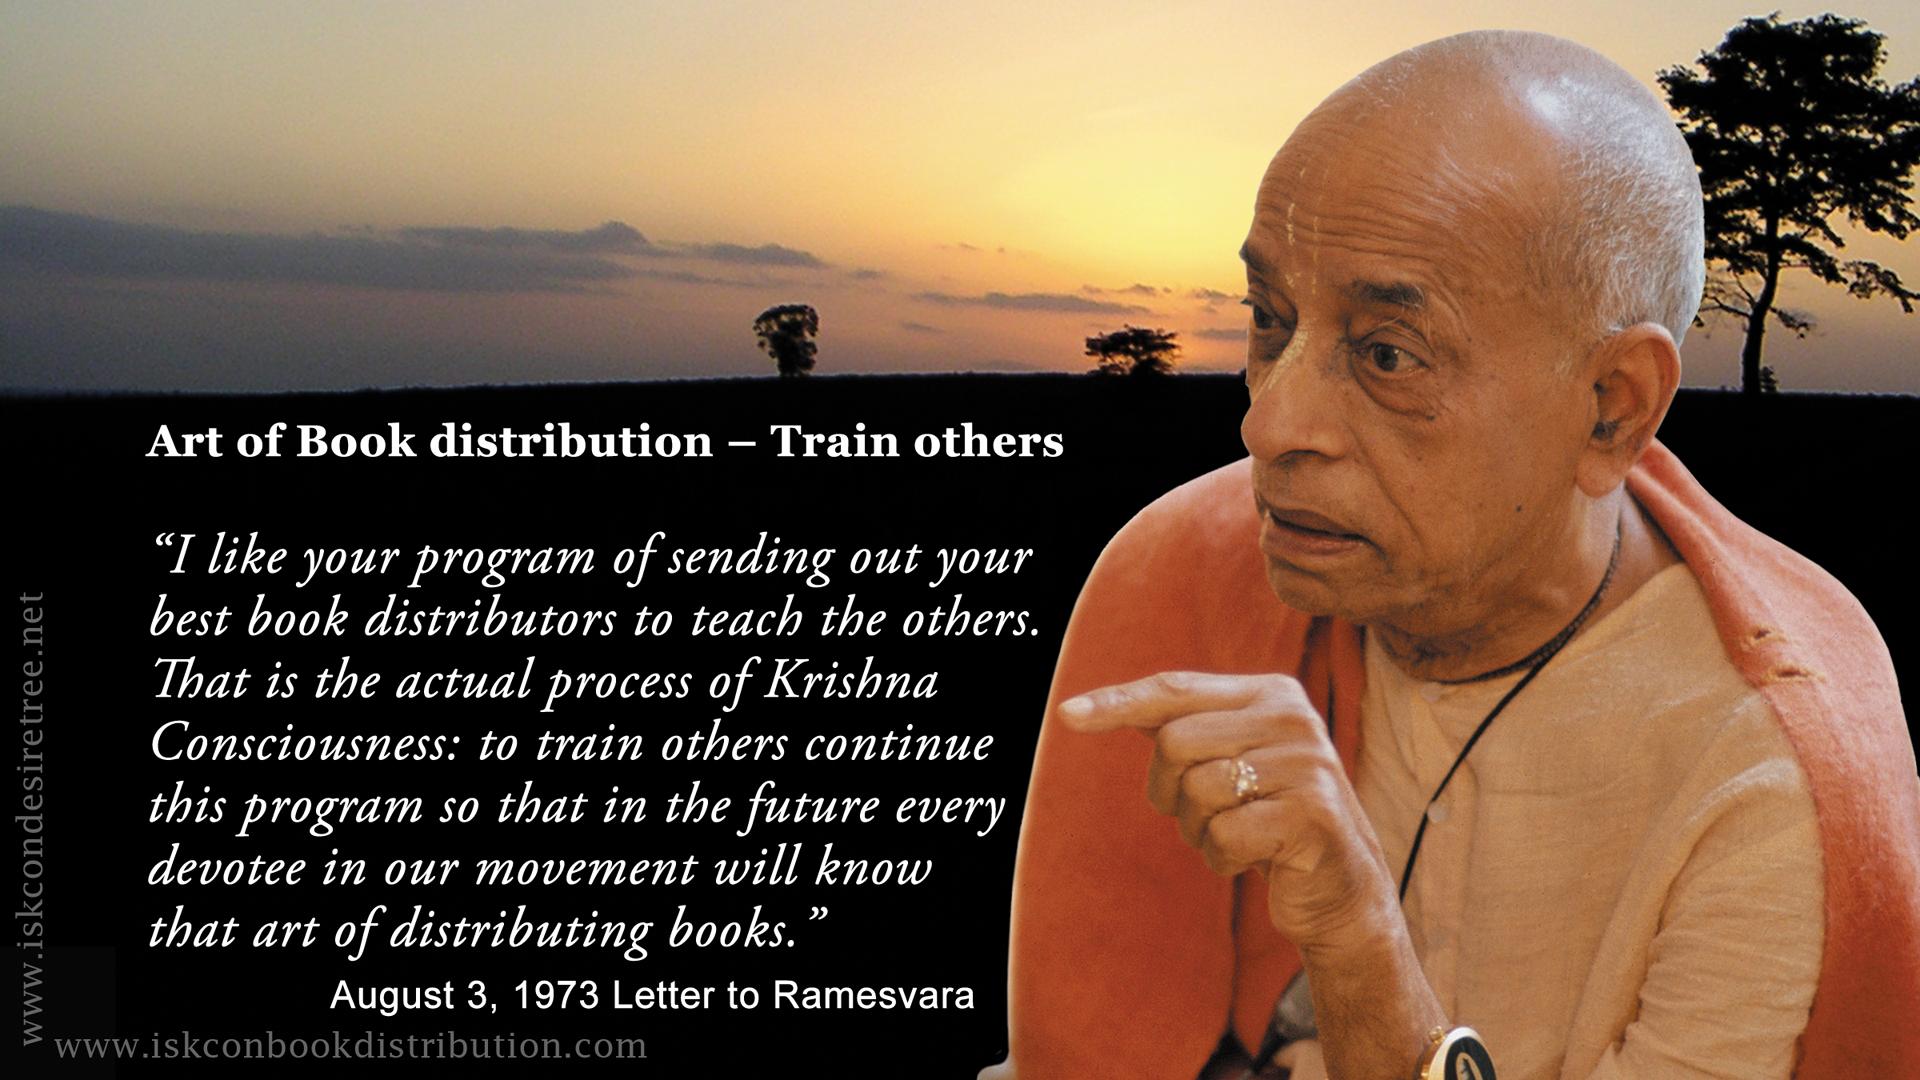 Art of Book distribution – Train others
“I like your program of sending out your
best book distributors to teach the others.
That is the actual process of Krishna
Consciousness: to train others continue
this program so that in the future every
devotee in our movement will know
that art of distributing books.”
August 3, 1973 Letter to Ramesvara
www.iskconbookdistribution.com
www.iskcondesiretree.net